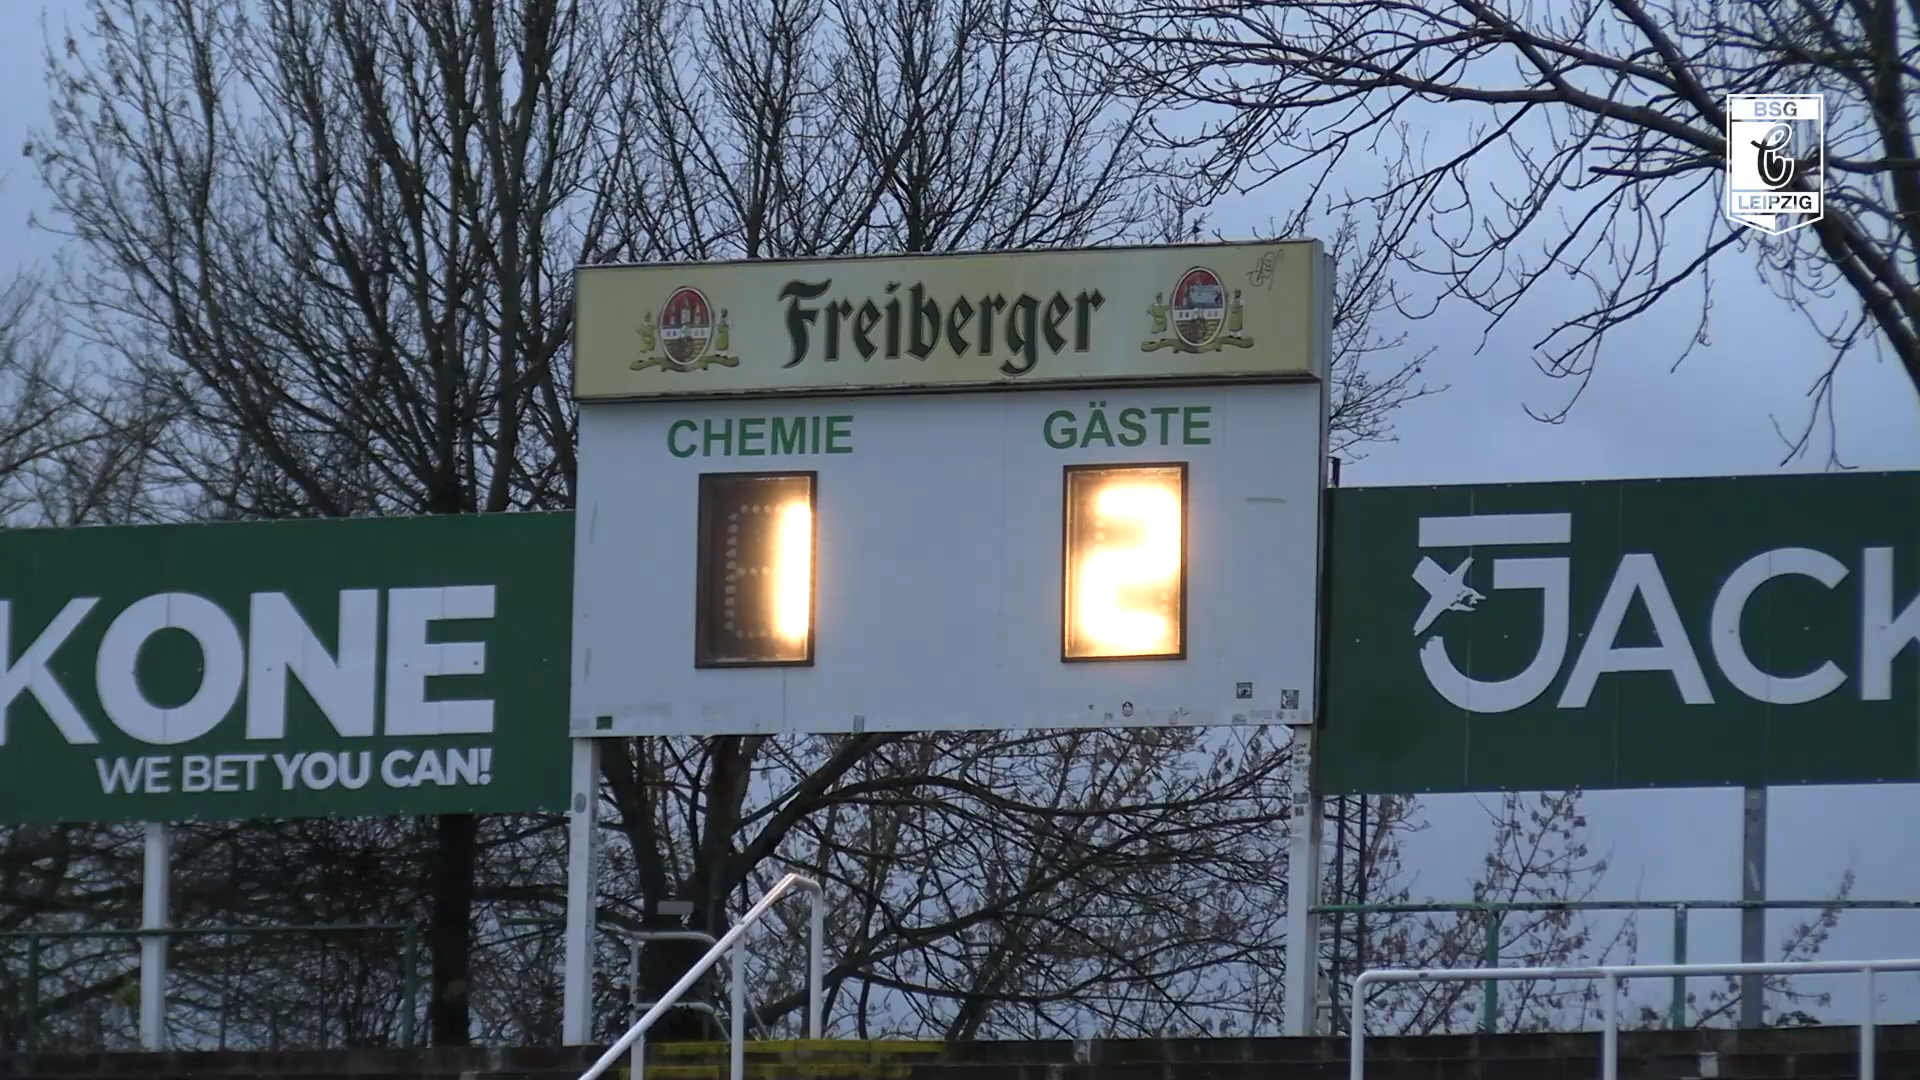 BSG
LEIPZIG
Freiberger
CHEMIE GÄSTE
1 2
KONE
WE BET YOU CAN!
JACK